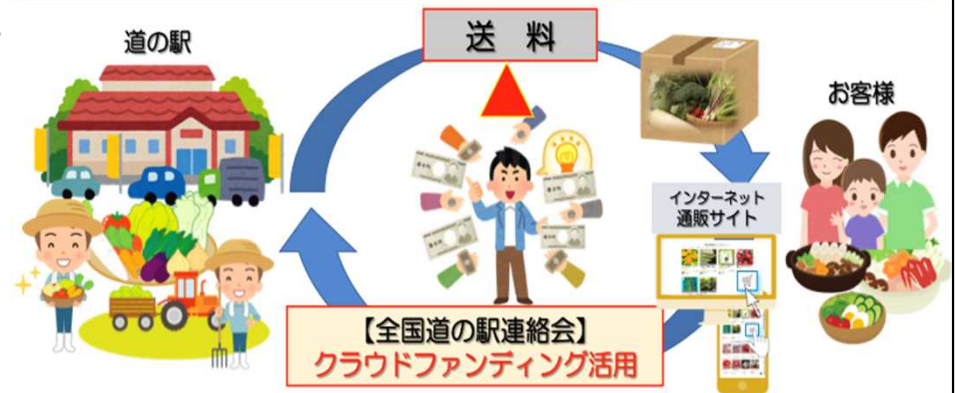 道の駅
送 料
お客様
インターネット
通販サイト
【全国道の駅連絡会】
クラウドファンディング活用